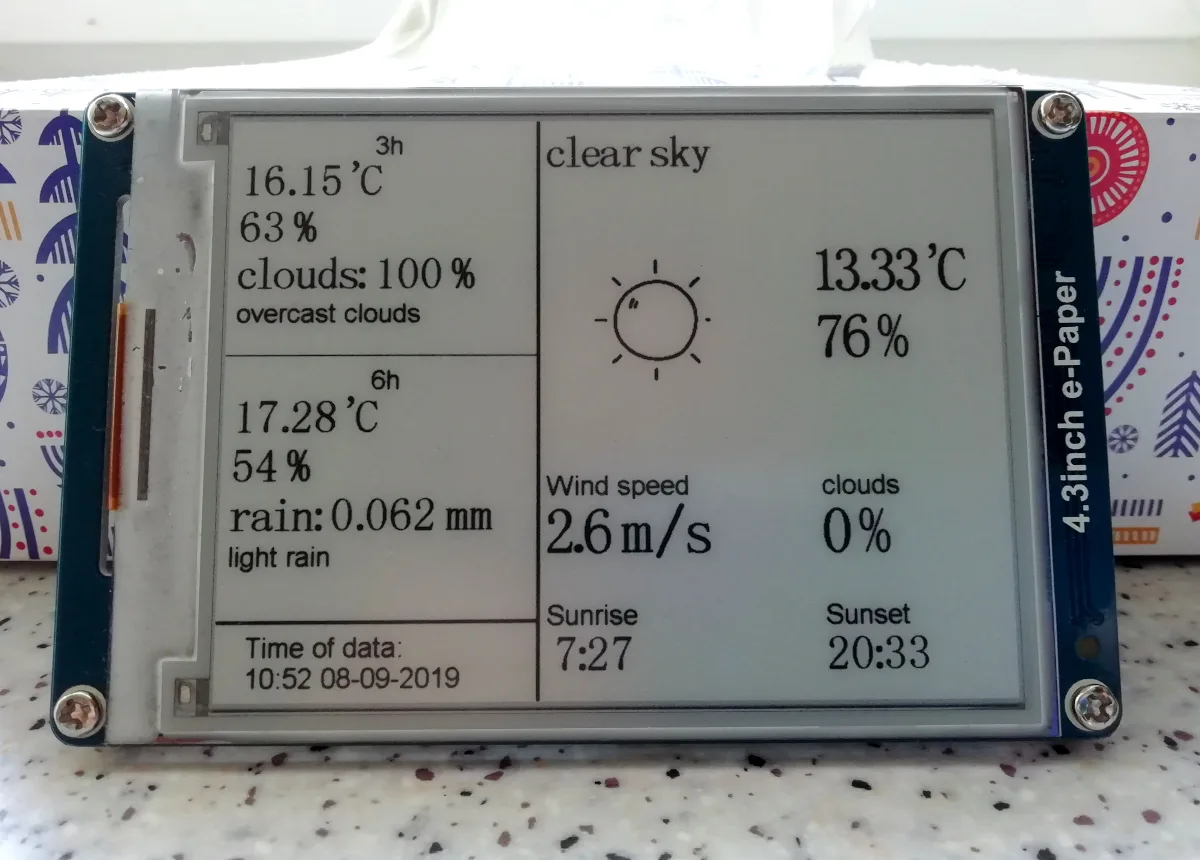 3h
16.15'C
63%
clouds: 100%
overcast clouds
6h
17.28'C
54%
rain: 0.062 mm
light rain
Time of data:
10:52 08-09-2019
clear sky
13.33'C
76%
Wind speed
2.6 m/s
clouds
0%
Sunrise
7:27
Sunset
20:33
4.3inch e-Paper